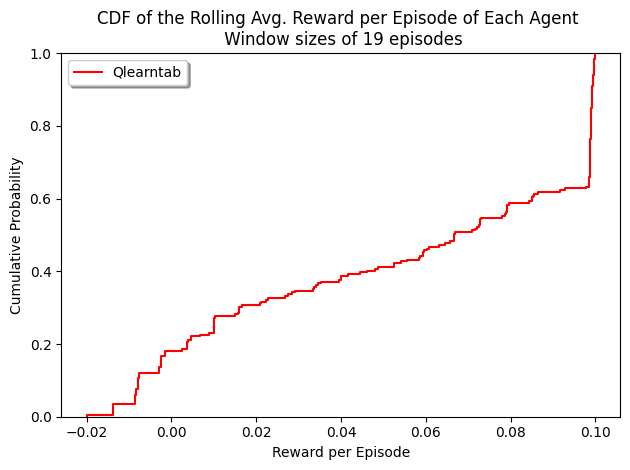 CDF of the Rolling Avg. Reward per Episode of Each Agent
Window sizes of 19 episodes
Qlearntab
1.0
0.8
0.6
0.4
0.2
0.0
Cumulative Probability
−0.02
0.00
0.02
0.04
0.06
0.08
0.10
Reward per Episode